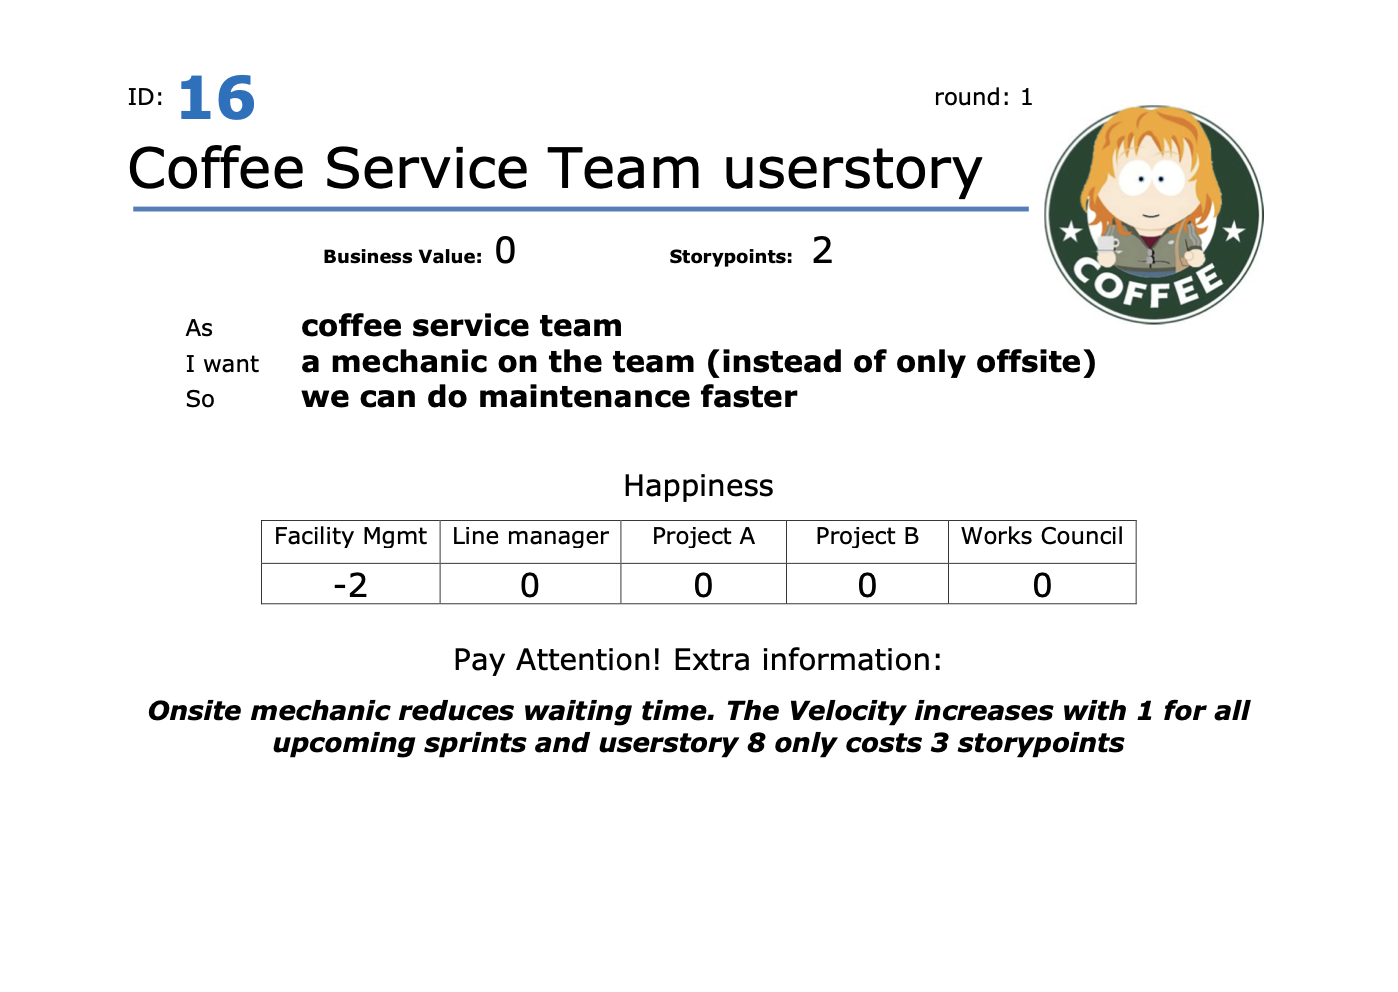 ID: 16 round: 1
Coffee Service Team userstory
Business Value: 0 Storypoints: 2
COFFEE
As coffee service team
I want a mechanic on the team (instead of only offsite)
So we can do maintenance faster
Happiness
Facility Mgmt Line manager Project A Project B Works Council
-2 0 0 0 0
Pay Attention! Extra information:
Onsite mechanic reduces waiting time. The Velocity increases with 1 for all
upcoming sprints and userstory 8 only costs 3 storypoints